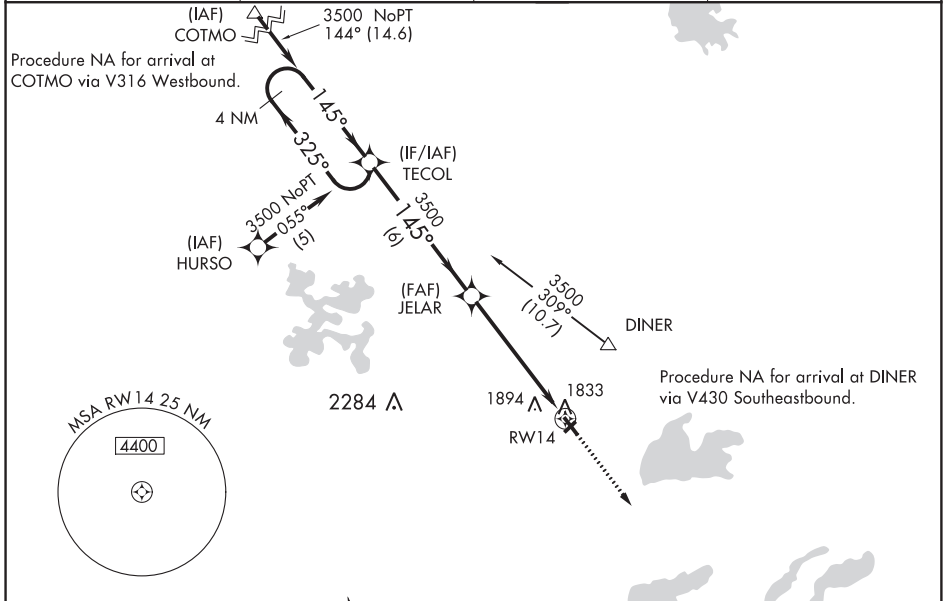 (IAF)
COTMO
3500 NoPT
144° (14.6)
Procedure NA for arrival at
COTMO via V316 Westbound.
4 NM
145°
325°
(IF/IAF)
TECOL
3500 NoPT
055°
(5)
(IAF)
HURSO
3500
145°
(6)
(FAF)
JELAR
3500
309°
(10.7)
DINER
Procedure NA for arrival at DINER
via V430 Southeastbound.
2284
1894
1833
RW14
MSA RW14 25 NM
4400